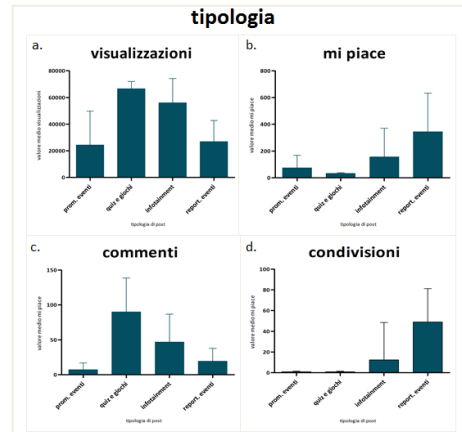 tipologia
a.
visualizzazioni
valore medio visualizzazioni
80000
60000
40000
20000
0
prom. eventi
quiz e giochi
infotainment
report. eventi
tipologia di post
b.
mi piace
valore medio mi piace
800
600
400
200
0
prom. eventi
quiz e giochi
infotainment
report. eventi
tipologia di post
c.
commenti
valore medio mi piace
150
100
50
0
prom. eventi
quiz e giochi
infotainment
report. eventi
tipologia di post
d.
condivisioni
valore medio mi piace
100
80
60
40
20
0
prom. eventi
quiz e giochi
infotainment
report. eventi
tipologia di post